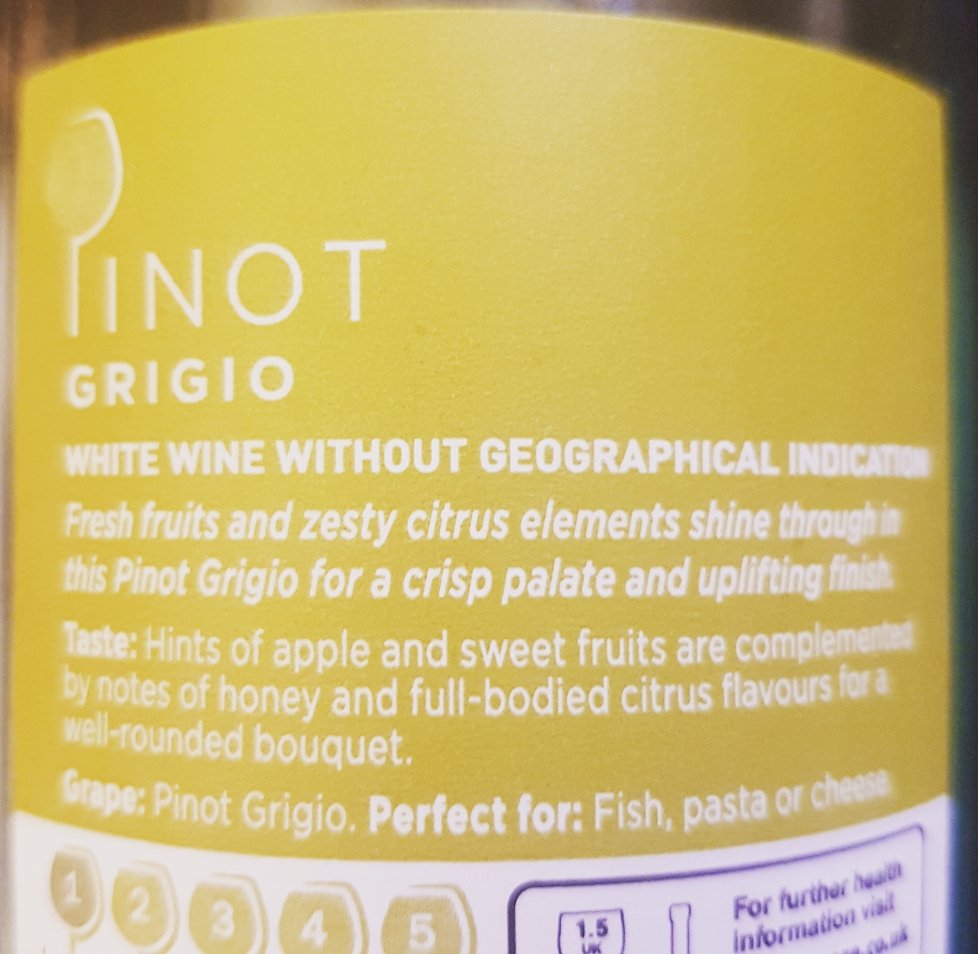 PINOT
GRIGIO
WHITE WINE WITHOUT GEOGRAPHICAL INDICATION
Fresh fruits and zesty citrus elements shine through in
this Pinot Grigio for a crisp palate and uplifting finish.
Taste: Hints of apple and sweet fruits are complemented
by notes of honey and full-bodied citrus flavours for a
well-rounded bouquet.
Grape: Pinot Grigio. Perfect for: Fish, pasta or cheese.
1 2 3 4 5
1.5
UK
For further health
information visit
.co.uk